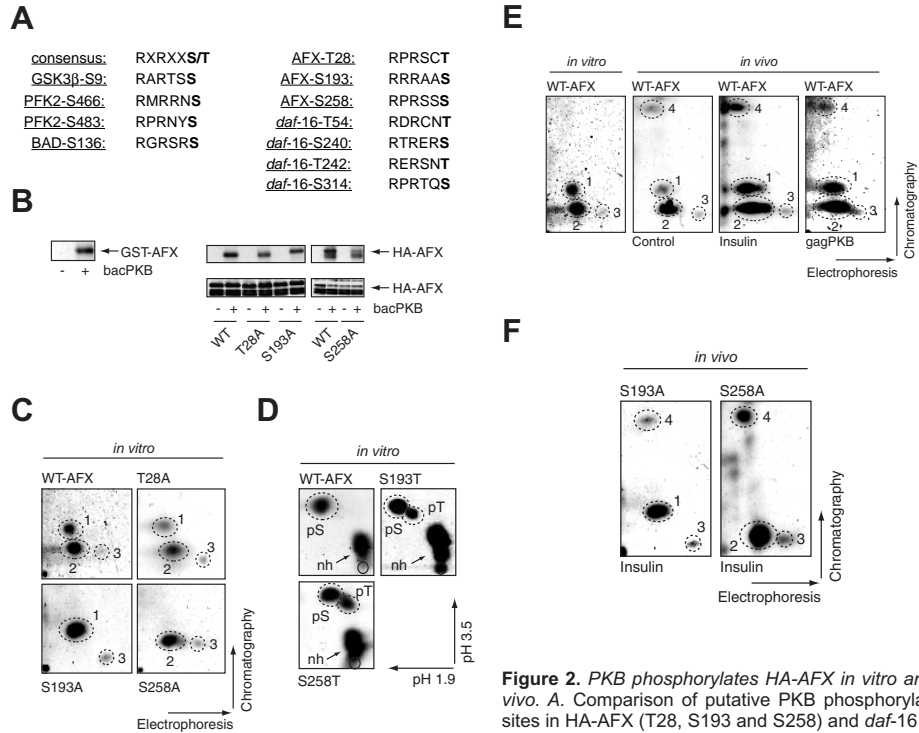 A
consensus: RXRXXS/T
GSK3β-S9: RARTSS
PFK2-S466: RMRRNS
PFK2-S483: RPRNYS
BAD-S136: RGRSRS
AFX-T28: RPRSCT
AFX-S193: RRRAAS
AFX-S258: RPRSSS
daf-16-T54: RDRCNT
daf-16-S240: RTRERS
daf-16-T242: RERSNT
daf-16-S314: RPRTQS
B
GST-AFX
- + bacPKB
HA-AFX
HA-AFX
- + - + - + - + - + bacPKB
WT T28A S193A WT S258A
C
in vitro
WT-AFX T28A
1 2 3
1 2 3
1 3
2 3
S193A S258A
Electrophoresis
Chromatography
D
in vitro
WT-AFX S193T
pS nh
pS pT nh
pS pT nh
S258T
pH 1.9
pH 3.5
E
in vitro in vivo
WT-AFX WT-AFX WT-AFX WT-AFX
1 2 3
4 1 2 3
4 1 2 3
4 1 2 3
Control Insulin gagPKB
Electrophoresis
Chromatography
F
in vivo
S193A S258A
4 1 3
4 2 3
Insulin Insulin
Electrophoresis
Chromatography
Figure 2. PKB phosphorylates HA-AFX in vitro an
vivo. A. Comparison of putative PKB phosphoryla
sites in HA-AFX (T28, S193 and S258) and daf-16